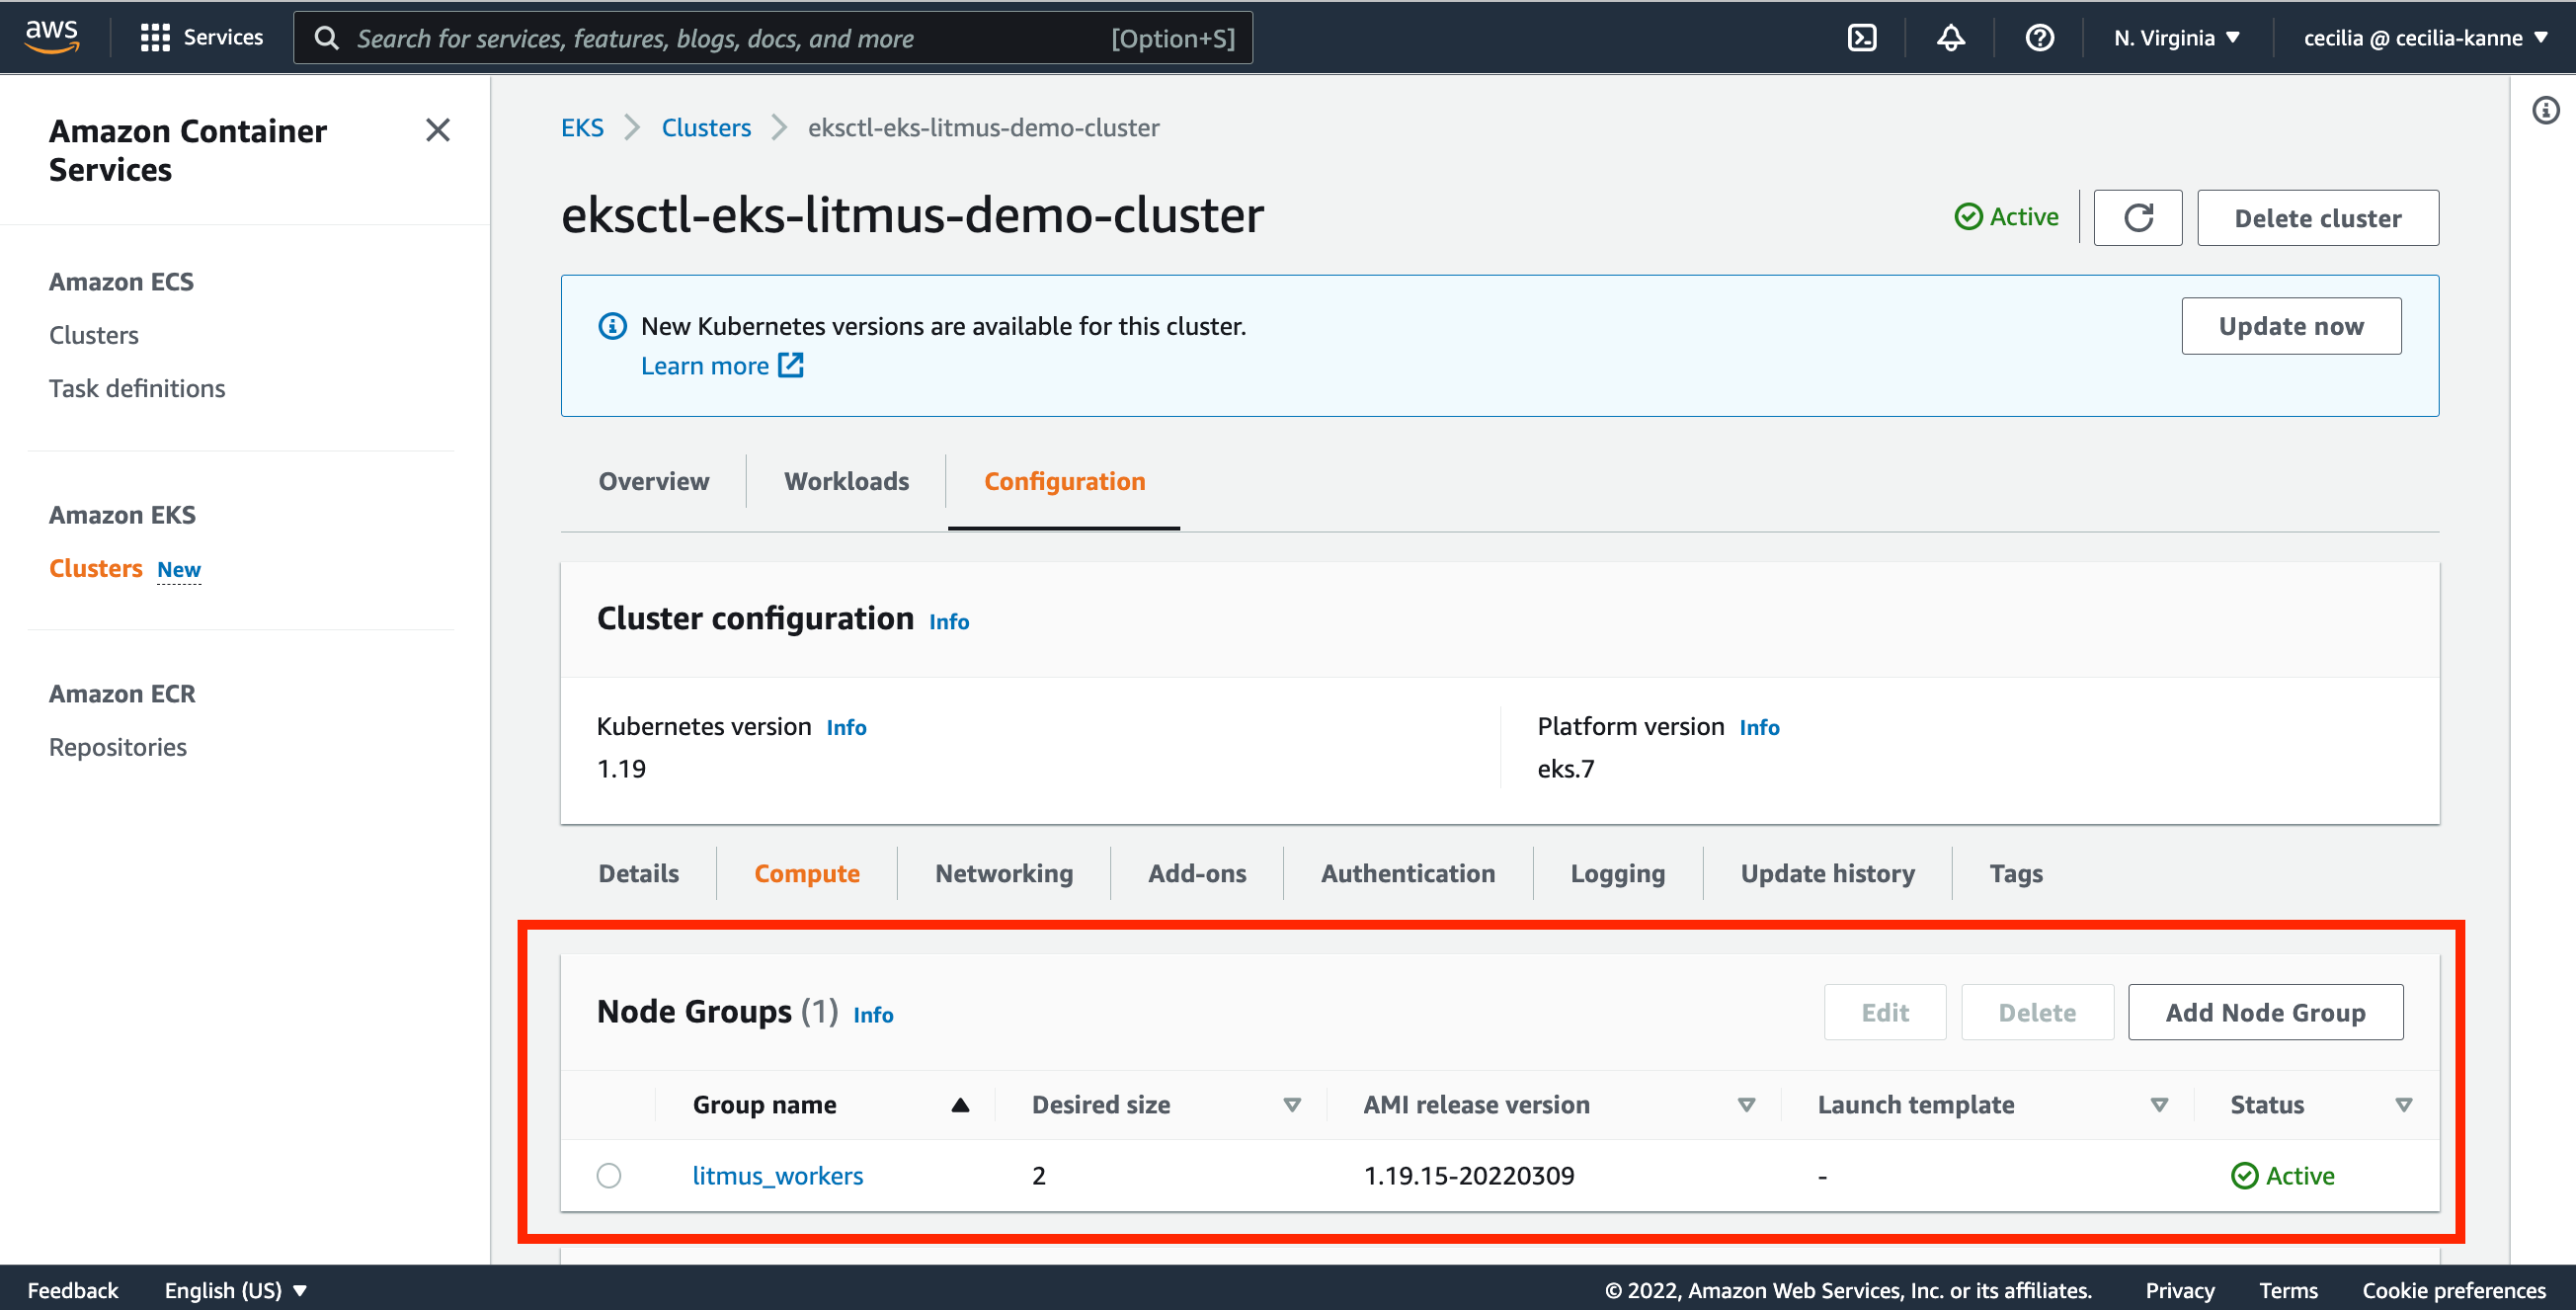 aws
Services
Search for services, features, blogs, docs, and more [Option+S]
N. Virginia
cecilia @ cecilia-kanne
Amazon Container
Services
Amazon ECS
Clusters
Task definitions
Amazon EKS
Clusters New
Amazon ECR
Repositories
EKS Clusters eksctl-eks-litmus-demo-cluster
eksctl-eks-litmus-demo-cluster
Active
Delete cluster
New Kubernetes versions are available for this cluster.
Learn more
Update now
Overview Workloads Configuration
Cluster configuration Info
Kubernetes version Info
1.19
Platform version Info
eks.7
Details Compute Networking Add-ons Authentication Logging Update history Tags
Node Groups (1) Info
Edit Delete Add Node Group
Group name Desired size AMI release version Launch template Status
litmus_workers 2 1.19.15-20220309 - Active
Feedback English (US) © 2022, Amazon Web Services, Inc. or its affiliates. Privacy Terms Cookie preferences